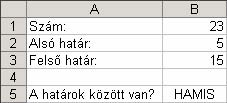 A B
1 Szám: 23
2 Alsó határ: 5
3 Felső határ: 15
4
5 A határok között van? HAMIS